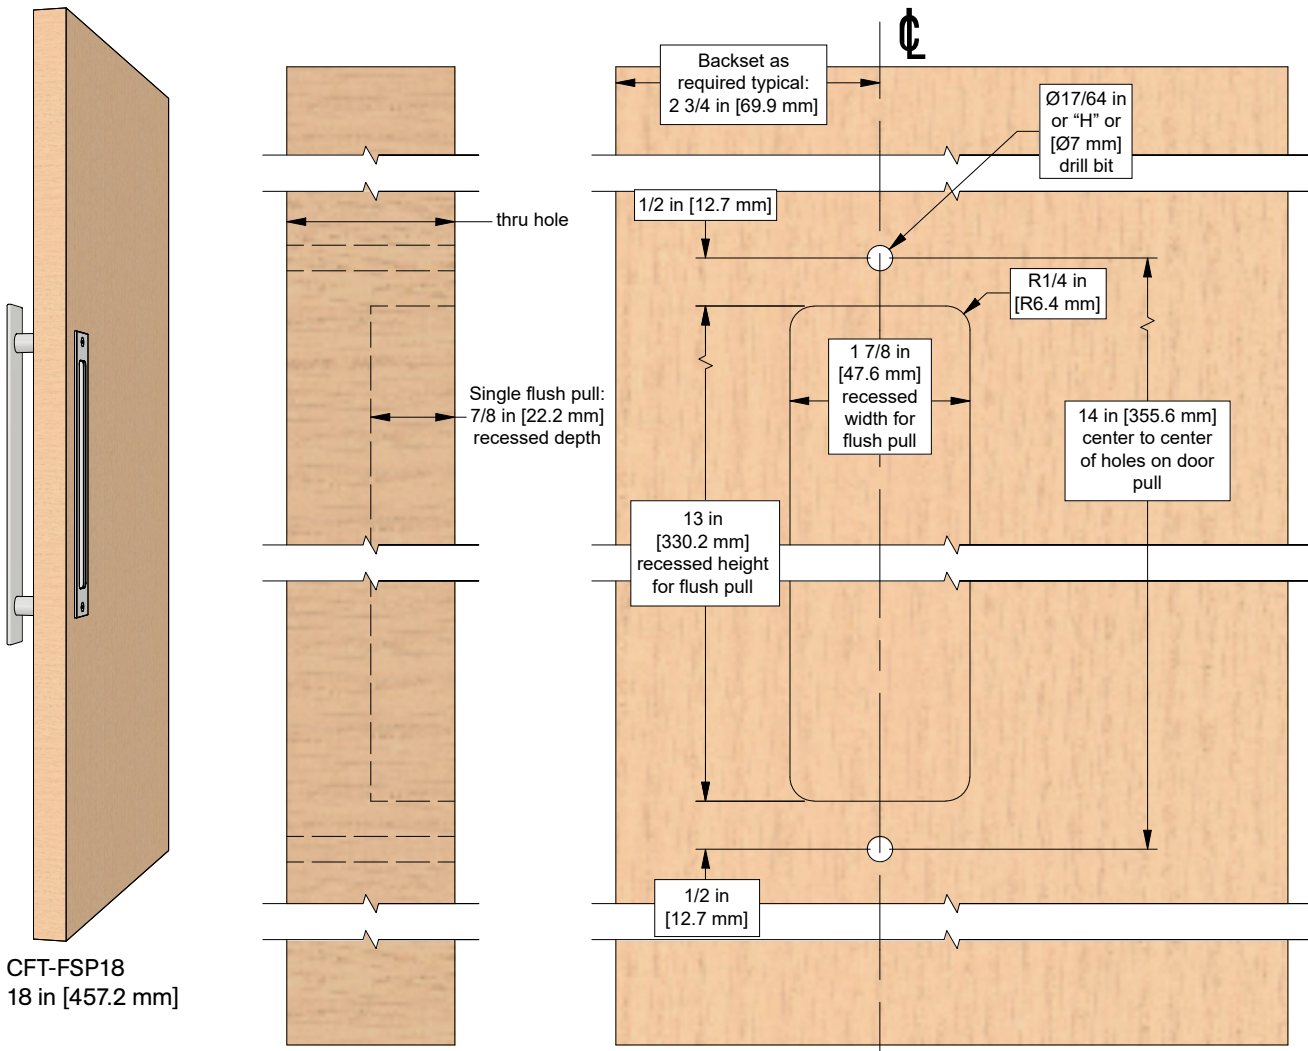 ℄
Backset as
required typical:
2 3/4 in [69.9 mm]
Ø17/64 in
or “H” or
[Ø7 mm]
drill bit
1/2 in [12.7 mm]
thru hole
R1/4 in
[R6.4 mm]
1 7/8 in
[47.6 mm]
recessed
width for
flush pull
Single flush pull:
7/8 in [22.2 mm]
recessed depth
14 in [355.6 mm]
center to center
of holes on door
pull
13 in
[330.2 mm]
recessed height
for flush pull
1/2 in
[12.7 mm]
CFT-FSP18
18 in [457.2 mm]